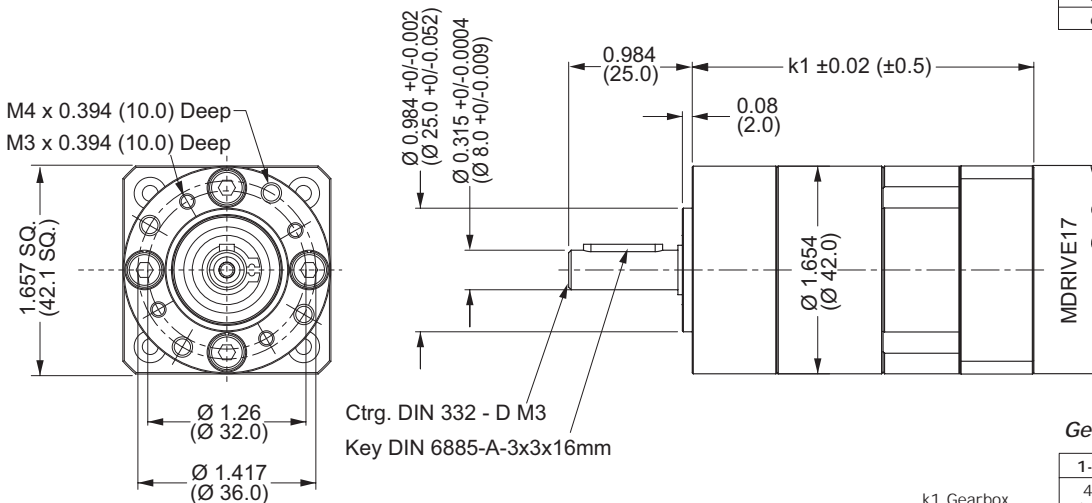 M4 x 0.394 (10.0) Deep
M3 x 0.394 (10.0) Deep
1.657 SQ.
(42.1 SQ.)
Ø 1.26
(Ø 32.0)
Ø 1.417
(Ø 36.0)
Ø 0.984 +0/-0.002
(Ø 25.0 +0/-0.052)
Ø 0.315 +0/-0.0004
(Ø 8.0 +0/-0.009)
0.984
(25.0)
k1 ±0.02 (±0.5)
0.08
(2.0)
Ø 1.654
(Ø 42.0)
MDRIVE17
Ctrg. DIN 332 - D M3
Key DIN 6885-A-3x3x16mm
Ge
1-
4
k1 Gearbox